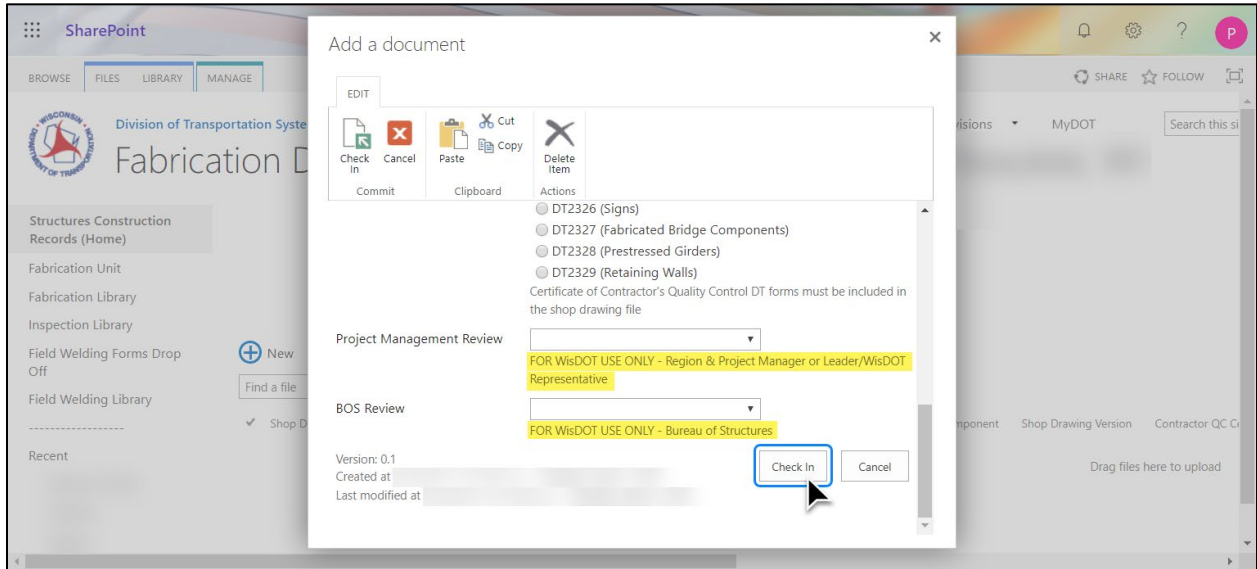 SharePoint
P
BROWSE FILES LIBRARY MANAGE
SHARE FOLLOW
WISCONSIN DEPARTMENT OF TRANSPORTATION
Division of Transportation Syste
Fabrication D
visions MyDOT Search this si
Structures Construction
Records (Home)
Fabrication Unit
Fabrication Library
Inspection Library
Field Welding Forms Drop
Off
Field Welding Library
------------------
Recent
New
Find a file
Shop D
mponent Shop Drawing Version Contractor QC Ce
Drag files here to upload
Add a document
EDIT
Check
In
Cancel
Paste
Cut
Copy
Delete
Item
Commit Clipboard Actions
DT2326 (Signs)
DT2327 (Fabricated Bridge Components)
DT2328 (Prestressed Girders)
DT2329 (Retaining Walls)
Certificate of Contractor's Quality Control DT forms must be included in
the shop drawing file
Project Management Review
FOR WisDOT USE ONLY - Region & Project Manager or Leader/WisDOT
Representative
BOS Review
FOR WisDOT USE ONLY - Bureau of Structures
Version: 0.1
Created at
Last modified at
Check In Cancel